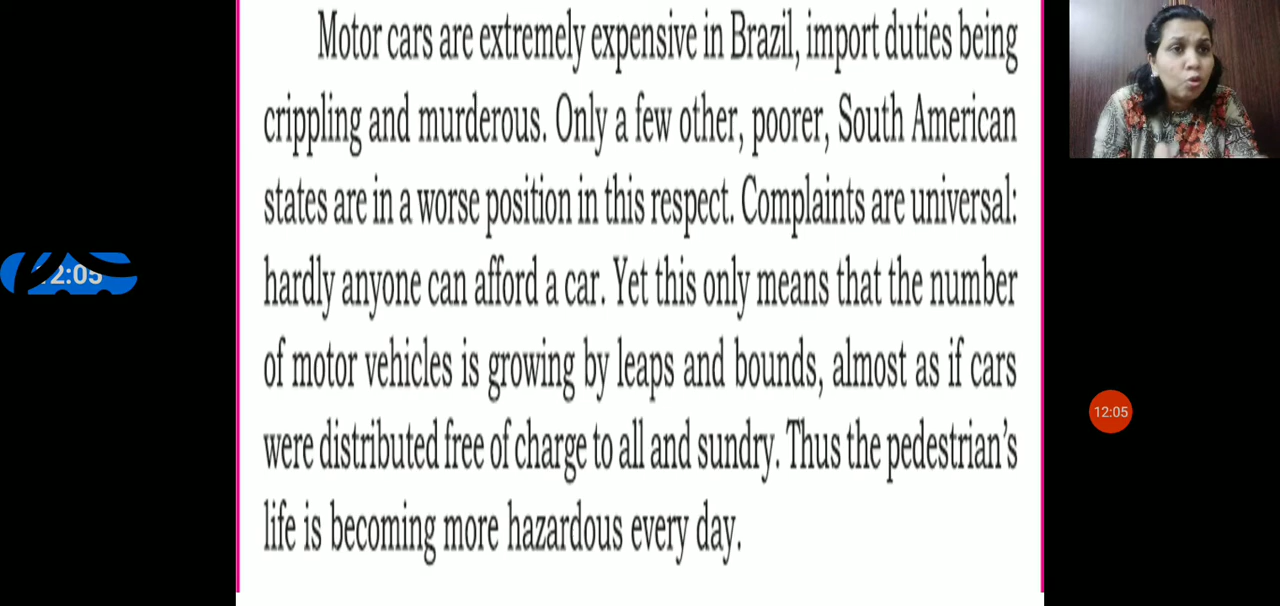 Motor cars are extremely expensive in Brazil, import duties being
crippling and murderous. Only a few other, poorer, South American
states are in a worse position in this respect. Complaints are universal:
hardly anyone can afford a car. Yet this only means that the number
of motor vehicles is growing by leaps and bounds, almost as if cars
were distributed free of charge to all and sundry. Thus the pedestrian's
life is becoming more hazardous every day.
12:05
12:05